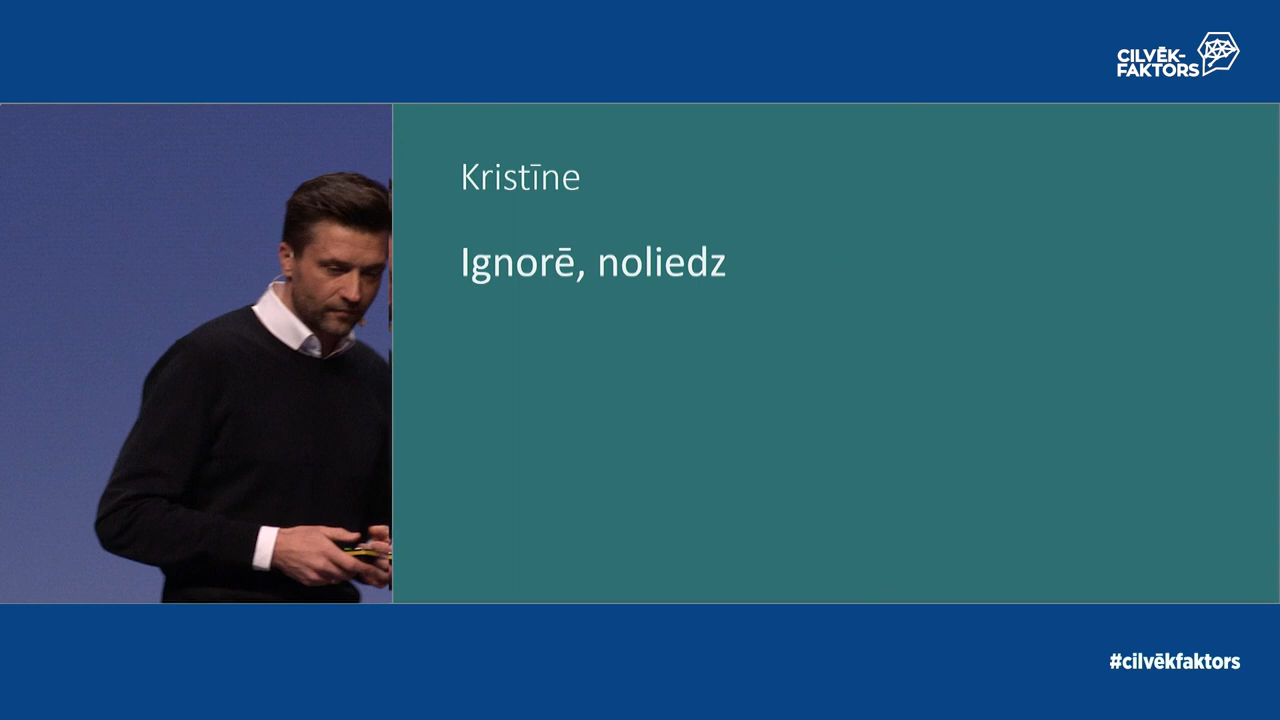 CILVĒK-
FAKTORS
Kristīne
Ignorē, noliedz
#cilvēkfaktors